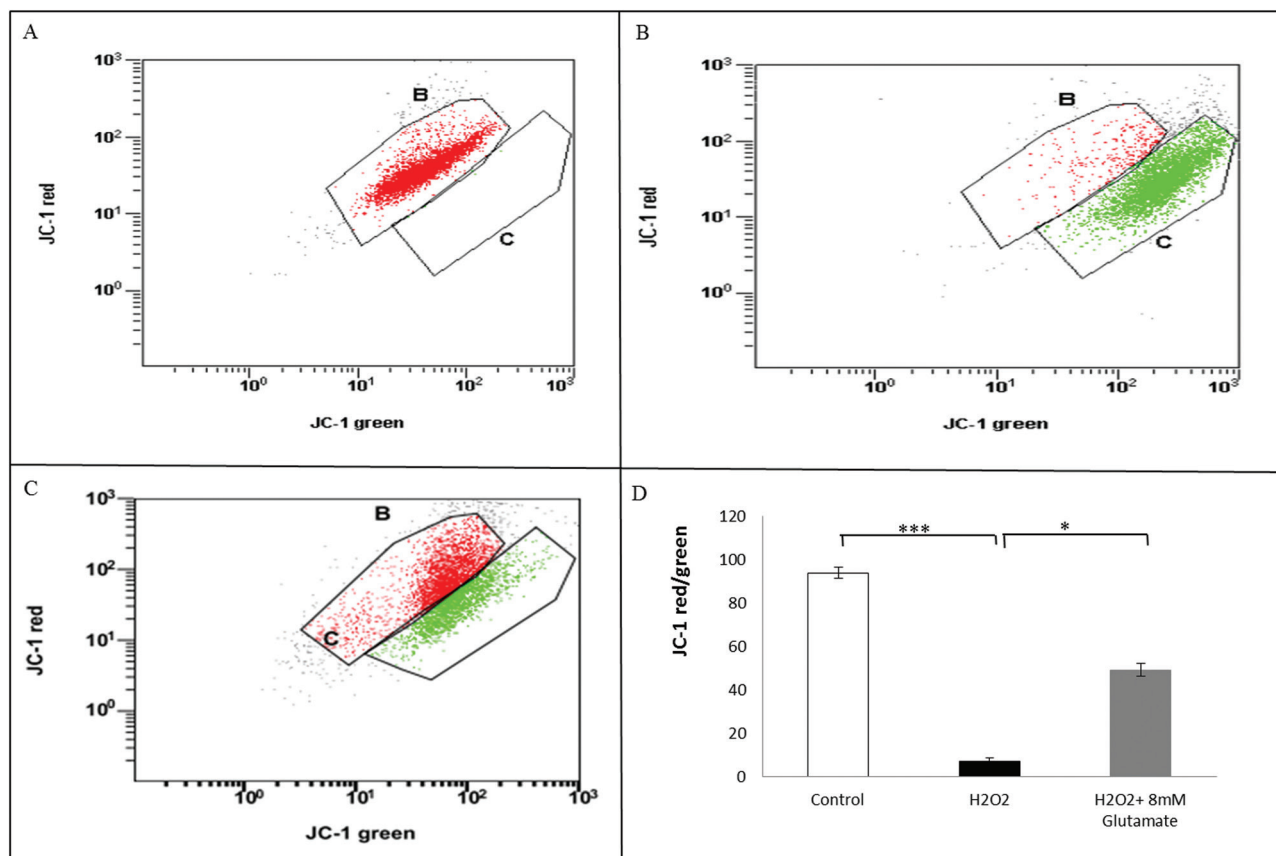 A
B
10³
10²
10¹
10⁰
JC-1 red
B
C
10⁰ 10¹ 10² 10³
JC-1 green
B
10³
10²
10¹
10⁰
JC-1 red
B
C
10⁰ 10¹ 10² 10³
JC-1 green
C
10³
10²
10¹
10⁰
JC-1 red
B
C
10⁰ 10¹ 10² 10³
JC-1 green
D
120
100
80
60
40
20
0
JC-1 red/green
*** *
Control H2O2 H2O2+ 8mM
Glutamate